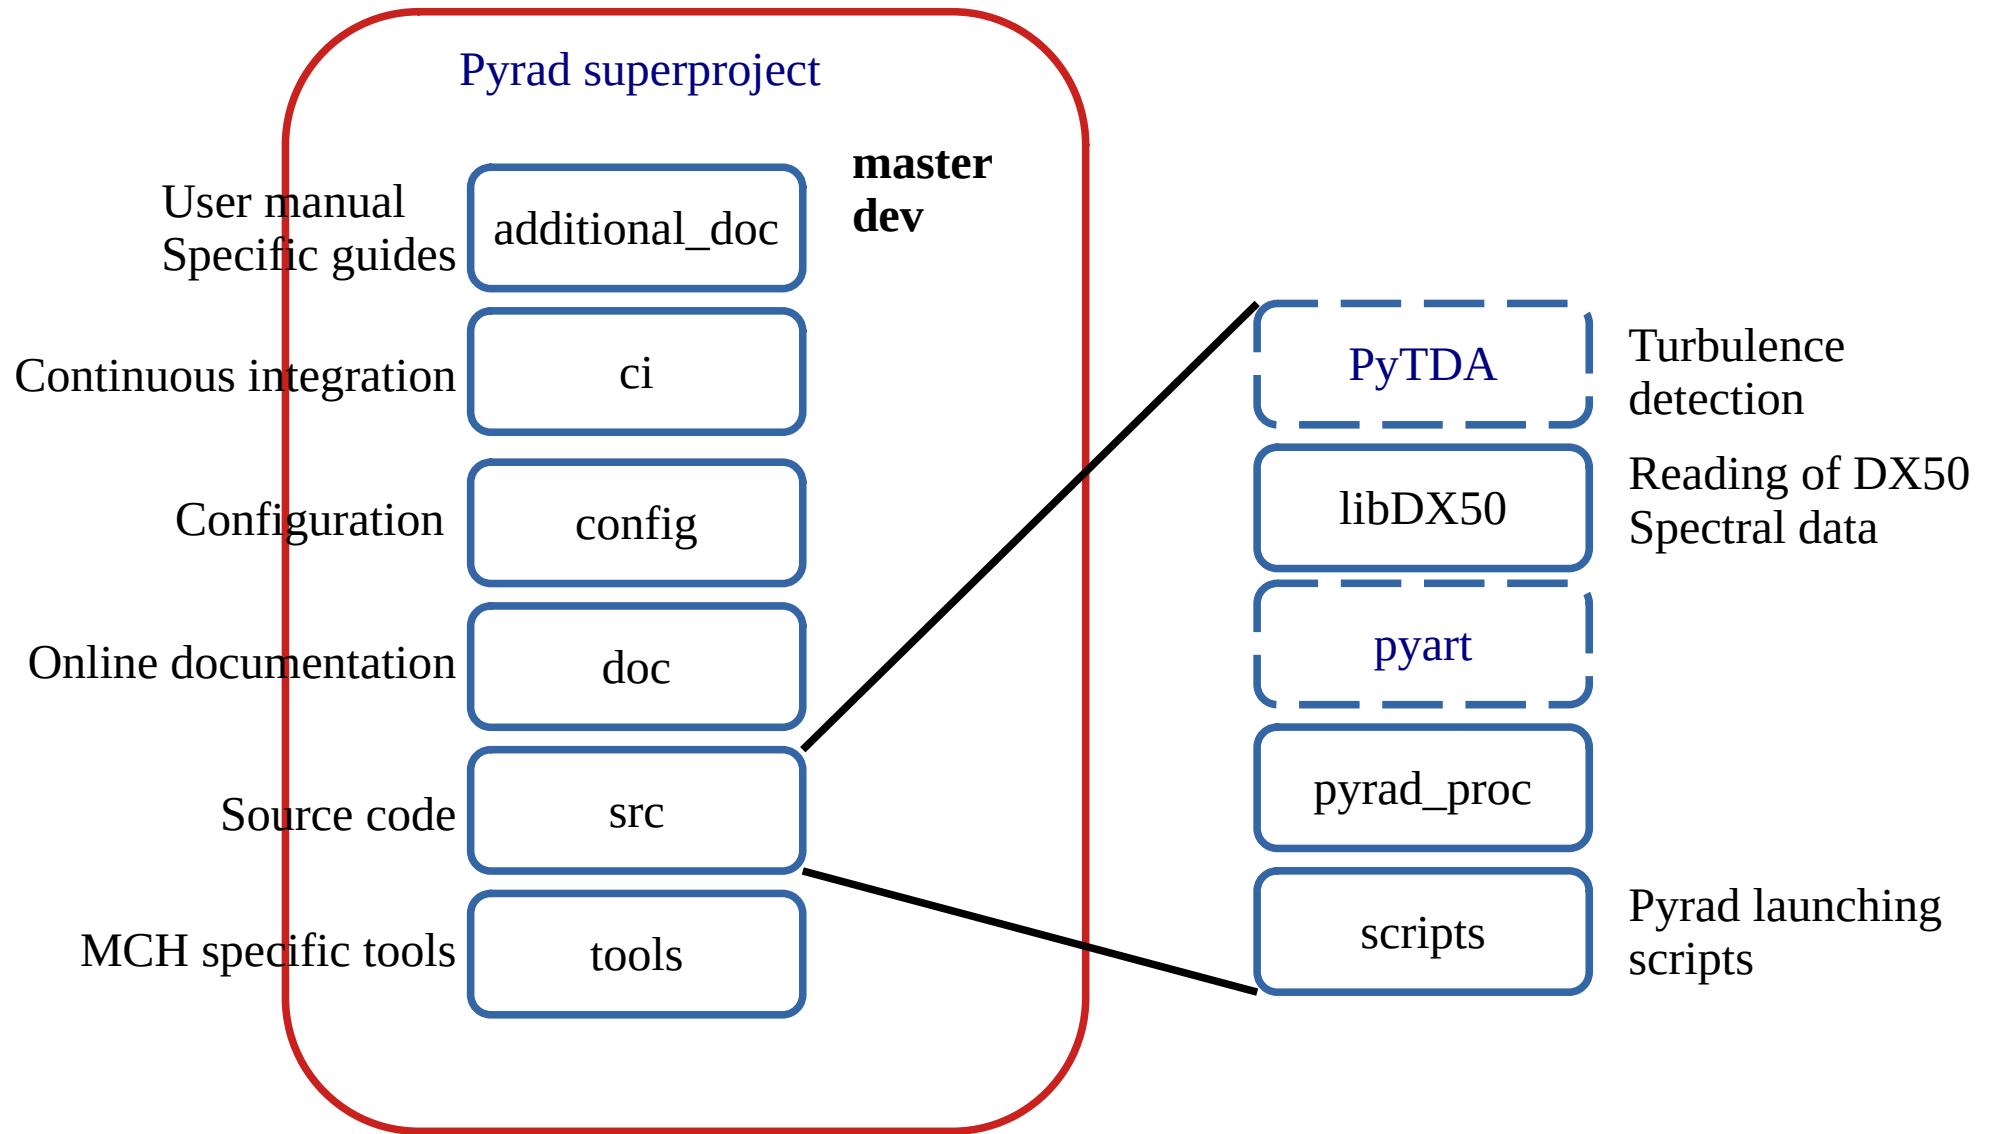 Pyrad superproject
master
dev
User manual
Specific guides
additional_doc
Continuous integration
ci
Configuration
config
Online documentation
doc
Source code
src
MCH specific tools
tools
PyTDA
Turbulence
detection
libDX50
Reading of DX50
Spectral data
pyart
pyrad_proc
scripts
Pyrad launching
scripts